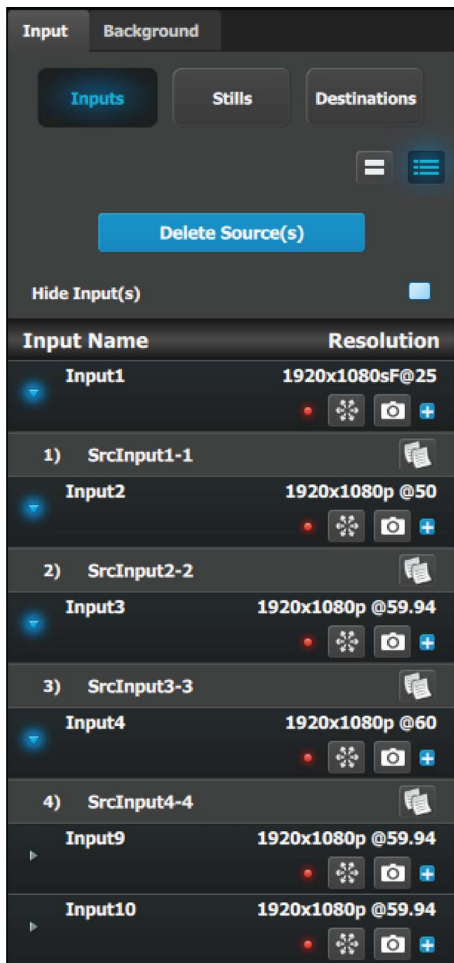 Input Background
Inputs Stills Destinations
Delete Source(s)
Hide Input(s)
Input Name Resolution
Input1 1920x1080sF@25
1) SrcInput1-1
Input2 1920x1080p @50
2) SrcInput2-2
Input3 1920x1080p @59.94
3) SrcInput3-3
Input4 1920x1080p @60
4) SrcInput4-4
Input9 1920x1080p @59.94
Input10 1920x1080p @59.94